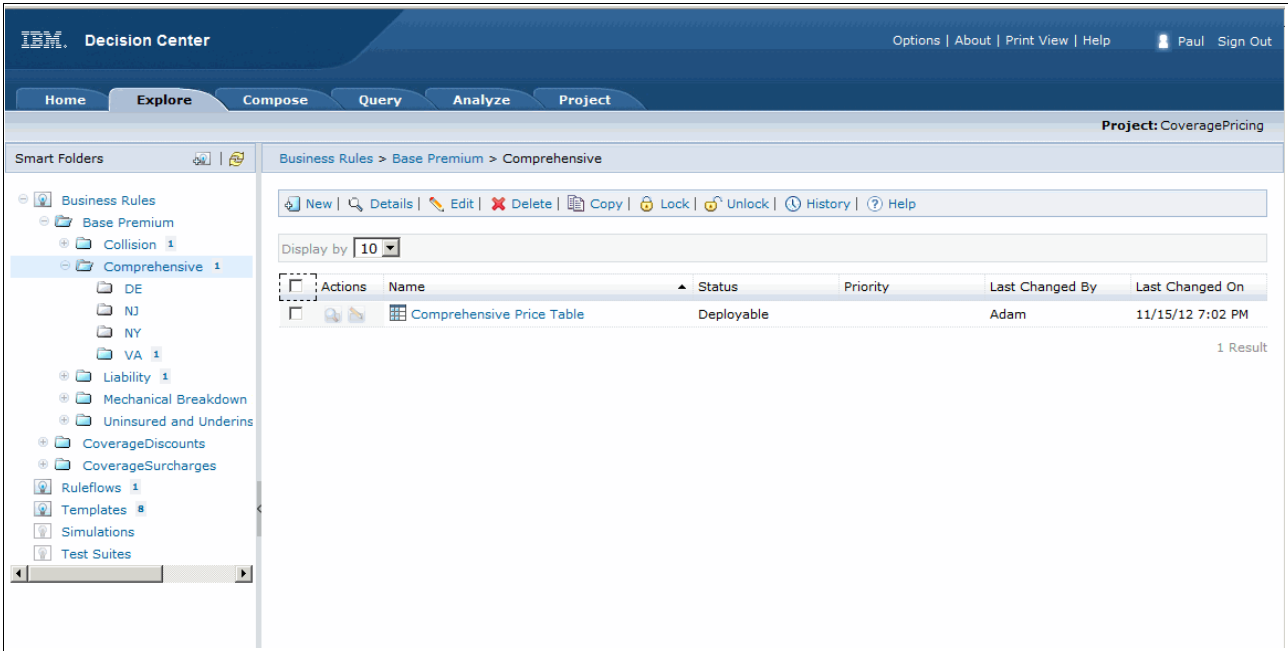 IBM. Decision Center
Options | About | Print View | Help Paul Sign Out
Home Explore Compose Query Analyze Project
Project: CoveragePricing
Smart Folders
Business Rules > Base Premium > Comprehensive
Business Rules
Base Premium
Collision 1
Comprehensive 1
DE
NJ
NY
VA 1
Liability 1
Mechanical Breakdown
Uninsured and Underins
CoverageDiscounts
CoverageSurcharges
Ruleflows 1
Templates 8
Simulations
Test Suites
New | Details | Edit | Delete | Copy | Lock | Unlock | History | Help
Display by 10
Actions Name Status Priority Last Changed By Last Changed On
Comprehensive Price Table Deployable Adam 11/15/12 7:02 PM
1 Result